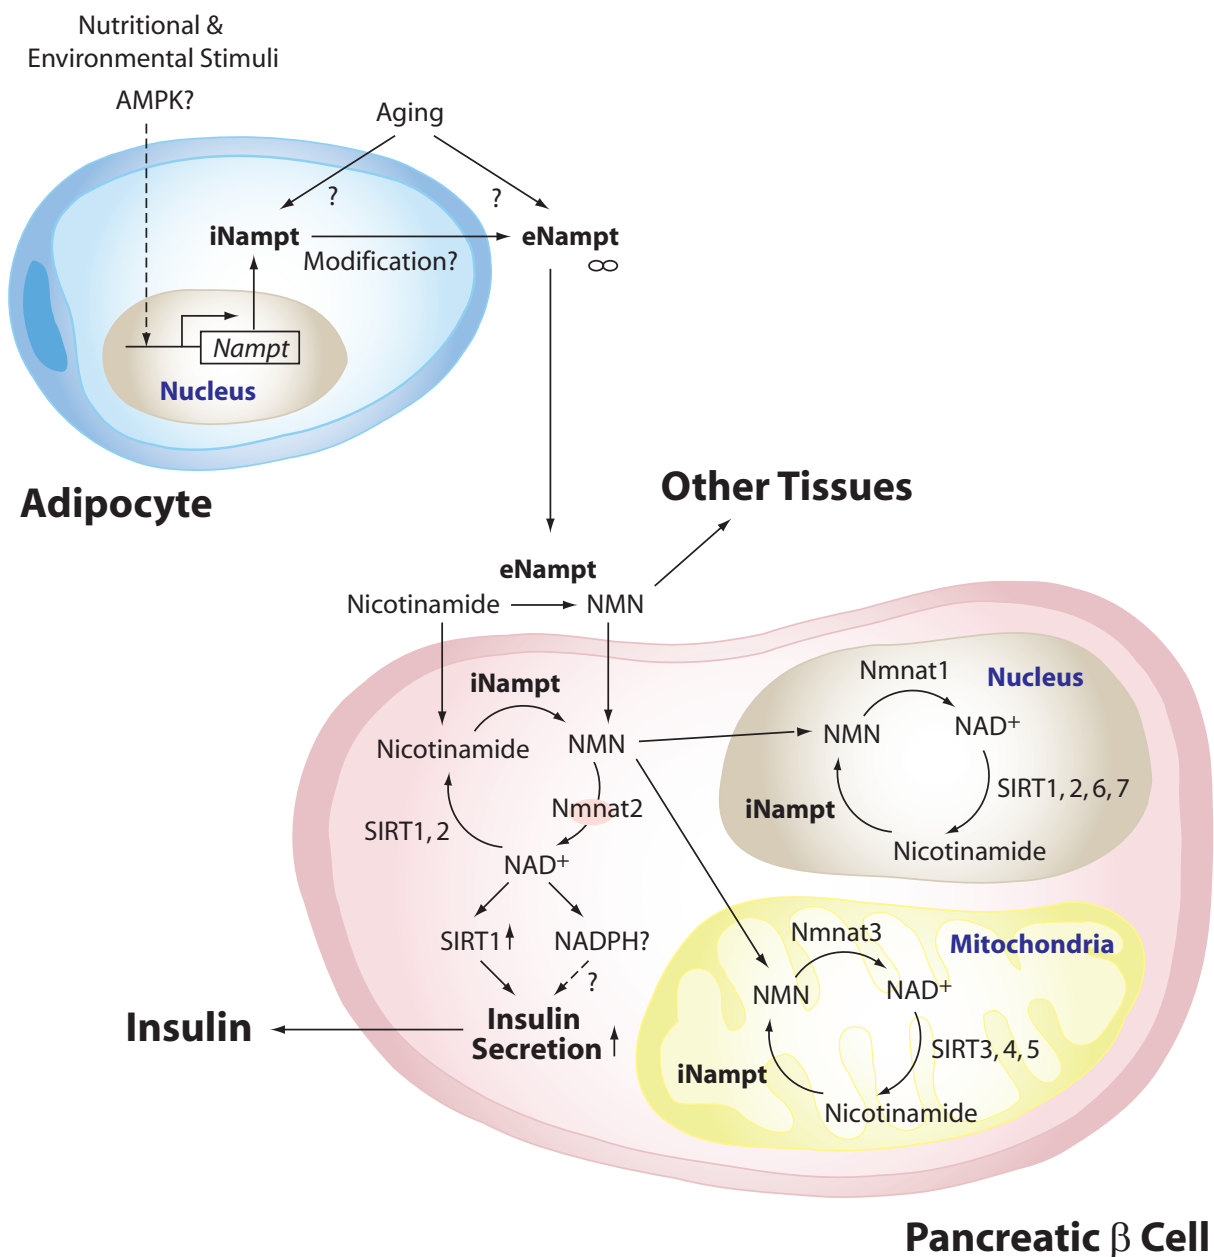 Nutritional &
Environmental Stimuli
AMPK?
Aging
?
?
iNampt
eNampt
Modification?
Nampt
Nucleus
Adipocyte
Other Tissues
eNampt
Nicotinamide
NMN
iNampt
Nicotinamide
NMN
Nmnat2
SIRT1, 2
NAD+
SIRT1
NADPH?
?
Insulin
Secretion
Insulin
Nmnat1
Nucleus
NMN
NAD+
SIRT1, 2, 6, 7
iNampt
Nicotinamide
Nmnat3
Mitochondria
NMN
NAD+
SIRT3, 4, 5
iNampt
Nicotinamide
Pancreatic β Cell